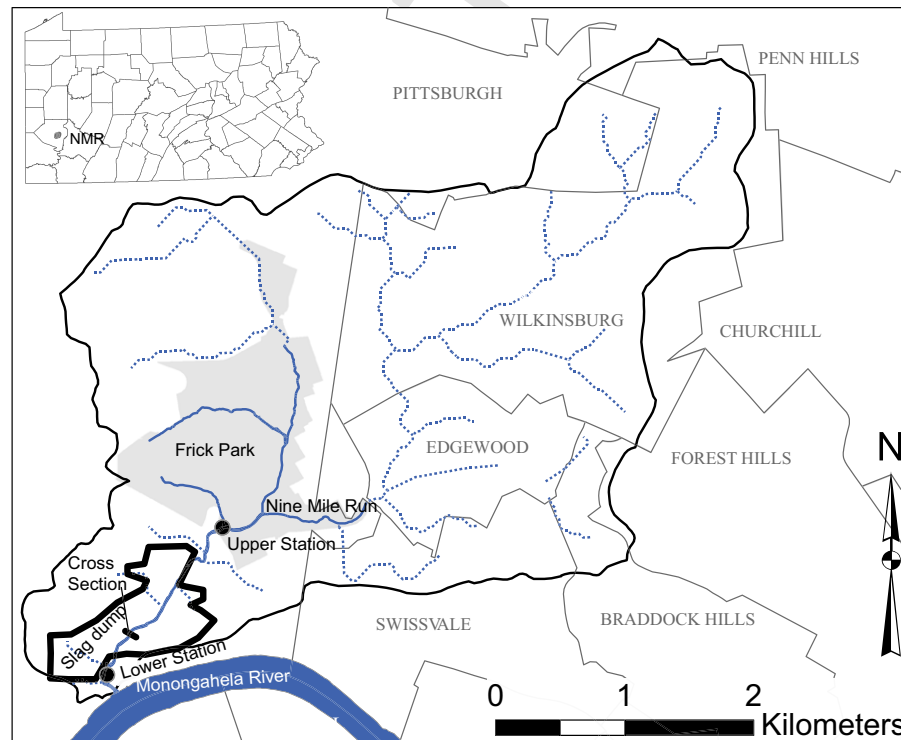 PENN HILLS
PITTSBURGH
NMR
WILKINSBURG
CHURCHILL
EDGEWOOD
Frick Park
FOREST HILLS
N
Nine Mile Run
Upper Station
Cross
Section
Slag dump
SWISSVALE
BRADDOCK HILLS
Lower Station
Monongahela River
0 1 2
Kilometers